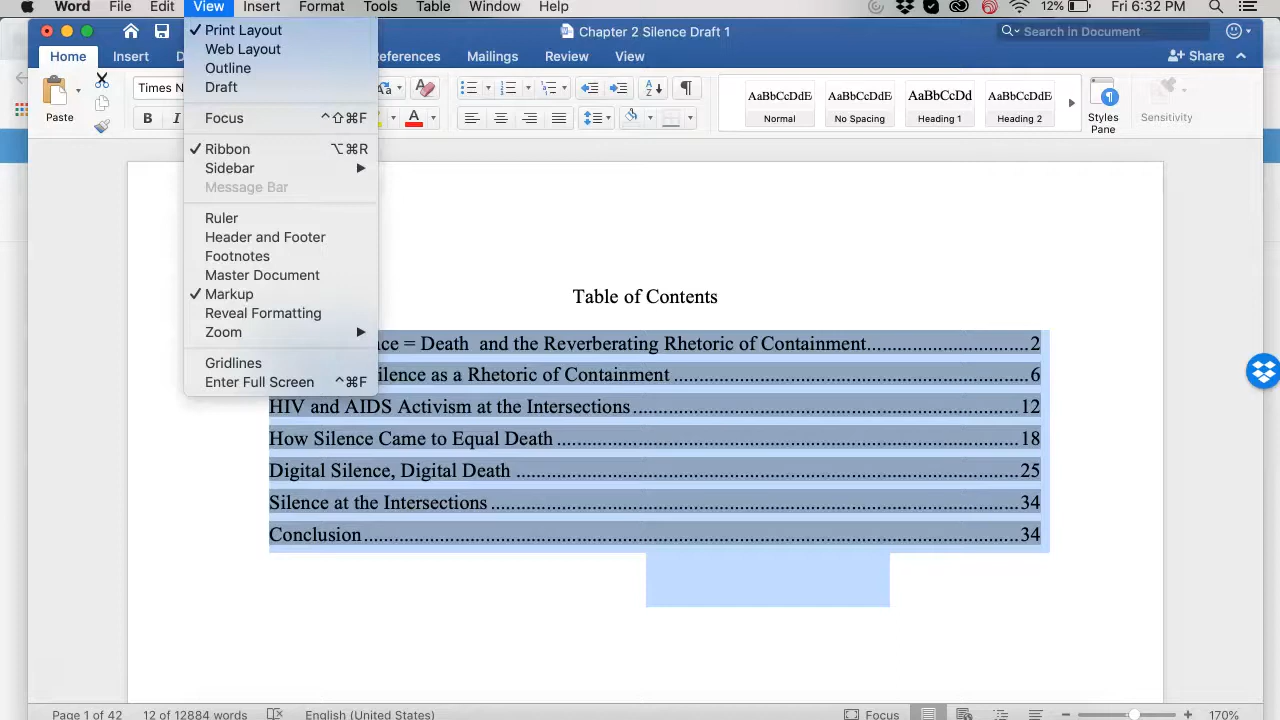 Word File Edit View Insert Format Tools Table Window Help 12% Fri 6:32 PM
Chapter 2 Silence Draft 1 Search in Document
Home Insert D eferences Mailings Review View Share
Paste
Times N
Aa
B I
A
AaBbCcDdE AaBbCcDdE AaBbCcDd AaBbCcDdE
Normal No Spacing Heading 1 Heading 2 Styles Pane Sensitivity
Print Layout
Web Layout
Outline
Draft
Focus ⌃⇧⌘F
Ribbon ⌥⌘R
Sidebar
Message Bar
Ruler
Header and Footer
Footnotes
Master Document
Markup
Reveal Formatting
Zoom
Gridlines
Enter Full Screen ⌃⌘F
Table of Contents
ce = Death and the Reverberating Rhetoric of Containment 2
ilence as a Rhetoric of Containment 6
HIV and AIDS Activism at the Intersections 12
How Silence Came to Equal Death 18
Digital Silence, Digital Death 25
Silence at the Intersections 34
Conclusion 34
Page 1 of 42 12 of 12884 words English (United States) Focus 170%